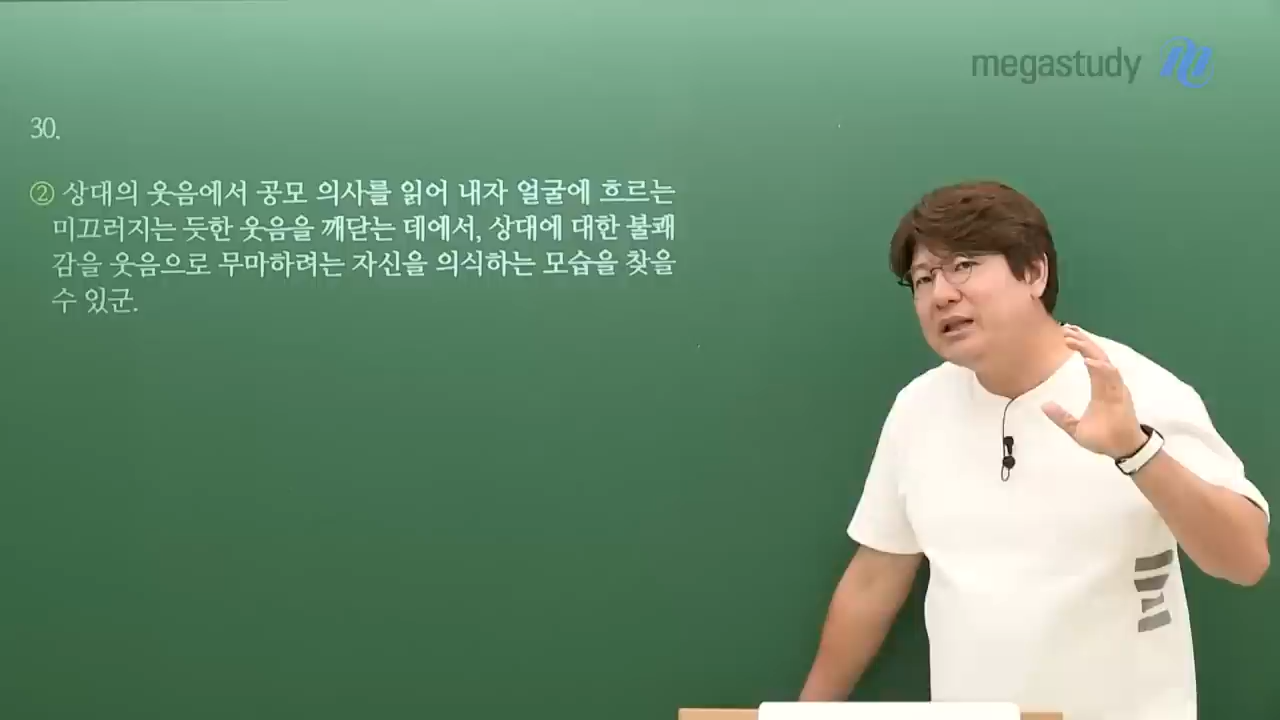 megastudy
30.
② 상대의 웃음에서 공모 의사를 읽어 내자 얼굴에 흐르는
미끄러지는 듯한 웃음을 깨닫는 데에서, 상대에 대한 불쾌
감을 웃음으로 무마하려는 자신을 의식하는 모습을 찾을
수 있군.